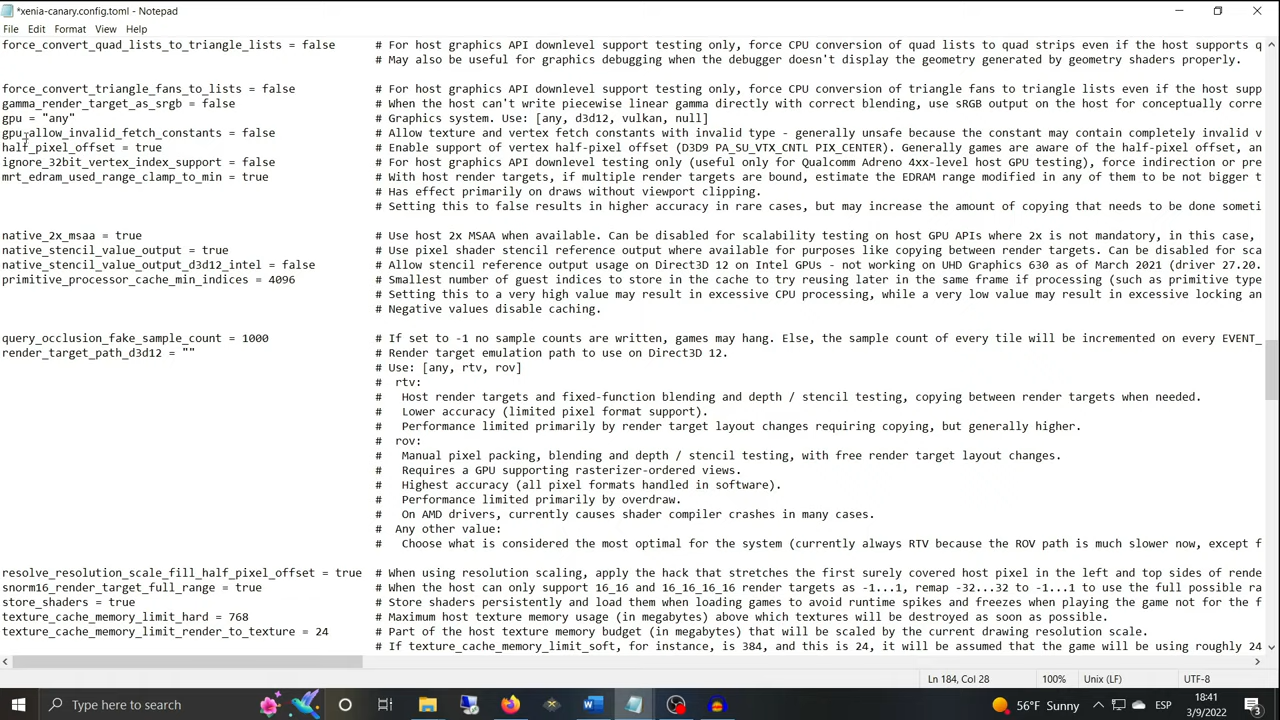 *xenia-canary.config.toml - Notepad
File Edit Format View Help
force_convert_quad_lists_to_triangle_lists = false # For host graphics API downlevel support testing only, force CPU conversion of quad lists to quad strips even if the host supports q
# May also be useful for graphics debugging when the debugger doesn't display the geometry generated by geometry shaders properly.
force_convert_triangle_fans_to_lists = false # For host graphics API downlevel support testing only, force CPU conversion of triangle fans to triangle lists even if the host supp
gamma_render_target_as_srgb = false # When the host can't write piecewise linear gamma directly with correct blending, use sRGB output on the host for conceptually corre
gpu = "any" # Graphics system. Use: [any, d3d12, vulkan, null]
gpu_allow_invalid_fetch_constants = false # Allow texture and vertex fetch constants with invalid type - generally unsafe because the constant may contain completely invalid v
half_pixel_offset = true # Enable support of vertex half-pixel offset (D3D9 PA_SU_VTX_CNTL PIX_CENTER). Generally games are aware of the half-pixel offset, an
ignore_32bit_vertex_index_support = false # For host graphics API downlevel support testing only (useful only for Qualcomm Adreno 4xx-level host GPU testing), force indirection or pre
mrt_edram_used_range_clamp_to_min = true # With host render targets, if multiple render targets are bound, estimate the EDRAM range modified in any of them to be not bigger t
# Has effect primarily on draws without viewport clipping.
# Setting this to false results in higher accuracy in rare cases, but may increase the amount of copying that needs to be done someti
native_2x_msaa = true # Use host 2x MSAA when available. Can be disabled for scalability testing on host GPU APIs where 2x is not mandatory, in this case,
native_stencil_value_output = true # Use pixel shader stencil reference output where available for purposes like copying between render targets. Can be disabled for sca
native_stencil_value_output_d3d12_intel = false # Allow stencil reference output usage on Direct3D 12 on Intel GPUs - not working on UHD Graphics 630 as of March 2021 (driver 27.20.
primitive_processor_cache_min_indices = 4096 # Smallest number of guest indices to store in the cache to try reusing later in the same frame if processing (such as primitive type
# Setting this to a very high value may result in excessive CPU processing, while a very low value may result in excessive locking an
# Negative values disable caching.
query_occlusion_fake_sample_count = 1000 # If set to -1 no sample counts are written, games may hang. Else, the sample count of every tile will be incremented on every EVENT_
render_target_path_d3d12 = "" # Render target emulation path to use on Direct3D 12.
# Use: [any, rtv, rov]
# rtv:
# Host render targets and fixed-function blending and depth / stencil testing, copying between render targets when needed.
# Lower accuracy (limited pixel format support).
# Performance limited primarily by render target layout changes requiring copying, but generally higher.
# rov:
# Manual pixel packing, blending and depth / stencil testing, with free render target layout changes.
# Requires a GPU supporting rasterizer-ordered views.
# Highest accuracy (all pixel formats handled in software).
# Performance limited primarily by overdraw.
# On AMD drivers, currently causes shader compiler crashes in many cases.
# Any other value:
# Choose what is considered the most optimal for the system (currently always RTV because the ROV path is much slower now, except f
resolve_resolution_scale_fill_half_pixel_offset = true # When using resolution scaling, apply the hack that stretches the first surely covered host pixel in the left and top sides of rende
snorm16_render_target_full_range = true # When the host can only support 16_16 and 16_16_16_16 render targets as -1...1, remap -32...32 to -1...1 to use the full possible ra
store_shaders = true # Store shaders persistently and load them when loading games to avoid runtime spikes and freezes when playing the game not for the f
texture_cache_memory_limit_hard = 768 # Maximum host texture memory usage (in megabytes) above which textures will be destroyed as soon as possible.
texture_cache_memory_limit_render_to_texture = 24 # Part of the host texture memory budget (in megabytes) that will be scaled by the current drawing resolution scale.
# If texture_cache_memory_limit_soft, for instance, is 384, and this is 24, it will be assumed that the game will be using roughly 24
Ln 184, Col 28 100% Unix (LF) UTF-8
Type here to search 56°F Sunny ESP 18:41
3/9/2022
3